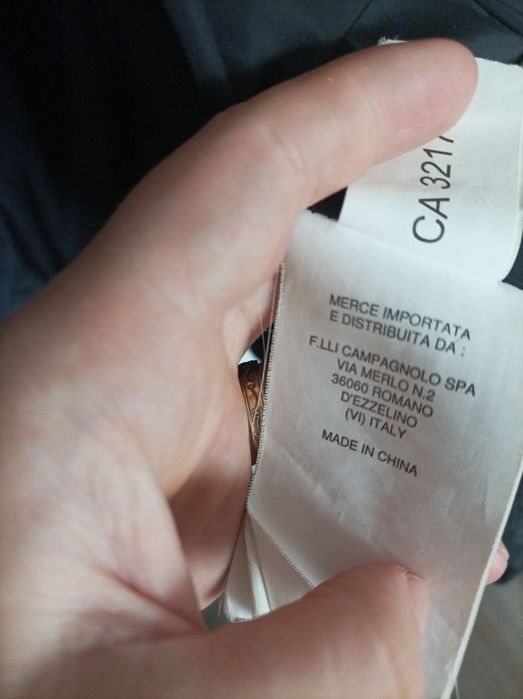 CA 3217
MERCE IMPORTATA
E DISTRIBUITA DA :
F.LLI CAMPAGNOLO SPA
VIA MERLO N.2
36060 ROMANO
D'EZZELINO
(VI) ITALY
MADE IN CHINA